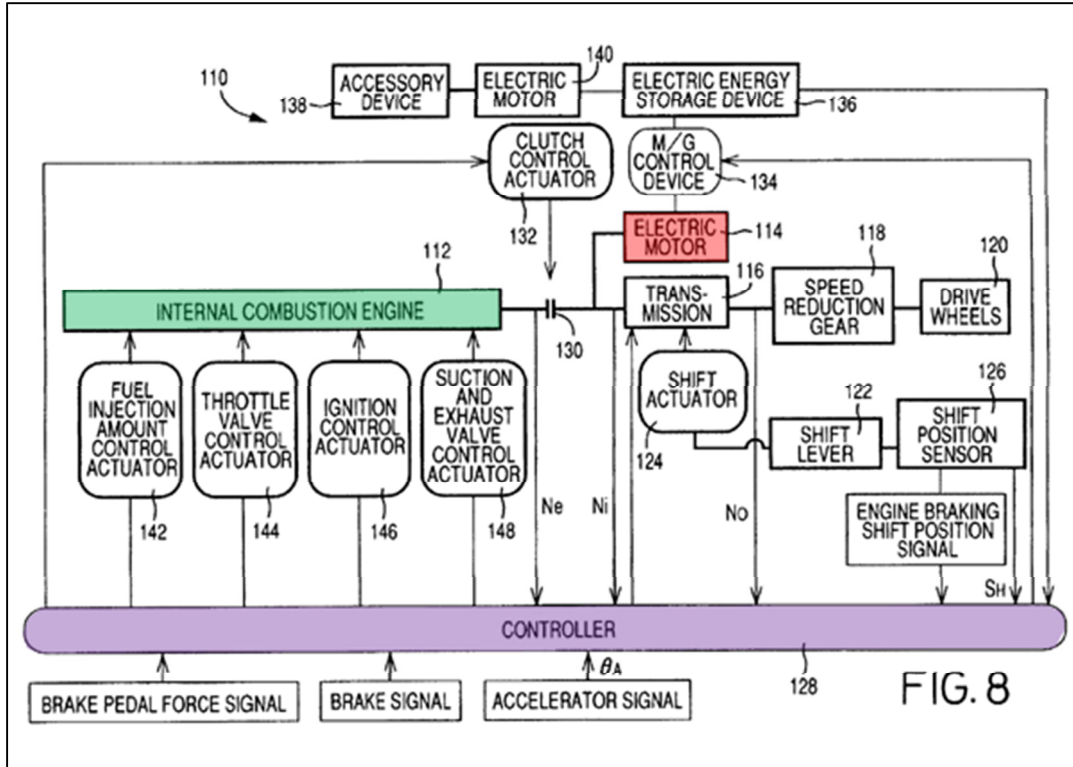 110
ACCESSORY
DEVICE
138
ELECTRIC
MOTOR
140
ELECTRIC ENERGY
STORAGE DEVICE
136
CLUTCH
CONTROL
ACTUATOR
132
M/G
CONTROL
DEVICE
134
ELECTRIC
MOTOR
114
112
INTERNAL COMBUSTION ENGINE
130
TRANS-
MISSION
116
SPEED
REDUCTION
GEAR
118
DRIVE
WHEELS
120
FUEL
INJECTION
AMOUNT
CONTROL
ACTUATOR
142
THROTTLE
VALVE
CONTROL
ACTUATOR
144
IGNITION
CONTROL
ACTUATOR
146
SUCTION
AND
EXHAUST
VALVE
CONTROL
ACTUATOR
148
SHIFT
ACTUATOR
124
SHIFT
LEVER
122
SHIFT
POSITION
SENSOR
126
ENGINE BRAKING
SHIFT POSITION
SIGNAL
Ne
Ni
No
SH
CONTROLLER
128
BRAKE PEDAL FORCE SIGNAL
BRAKE SIGNAL
θA
ACCELERATOR SIGNAL
FIG. 8